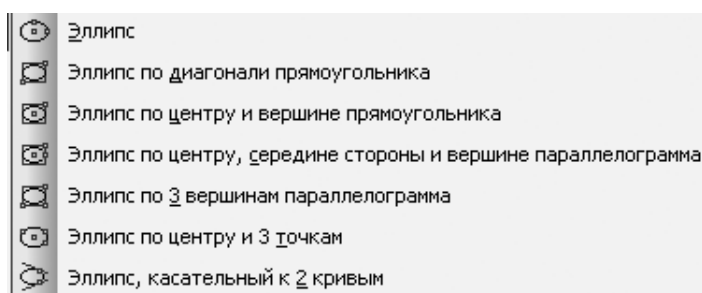 Эллипс
Эллипс по диагонали прямоугольника
Эллипс по центру и вершине прямоугольника
Эллипс по центру, середине стороны и вершине параллелограмма
Эллипс по 3 вершинам параллелограмма
Эллипс по центру и 3 точкам
Эллипс, касательный к 2 кривым